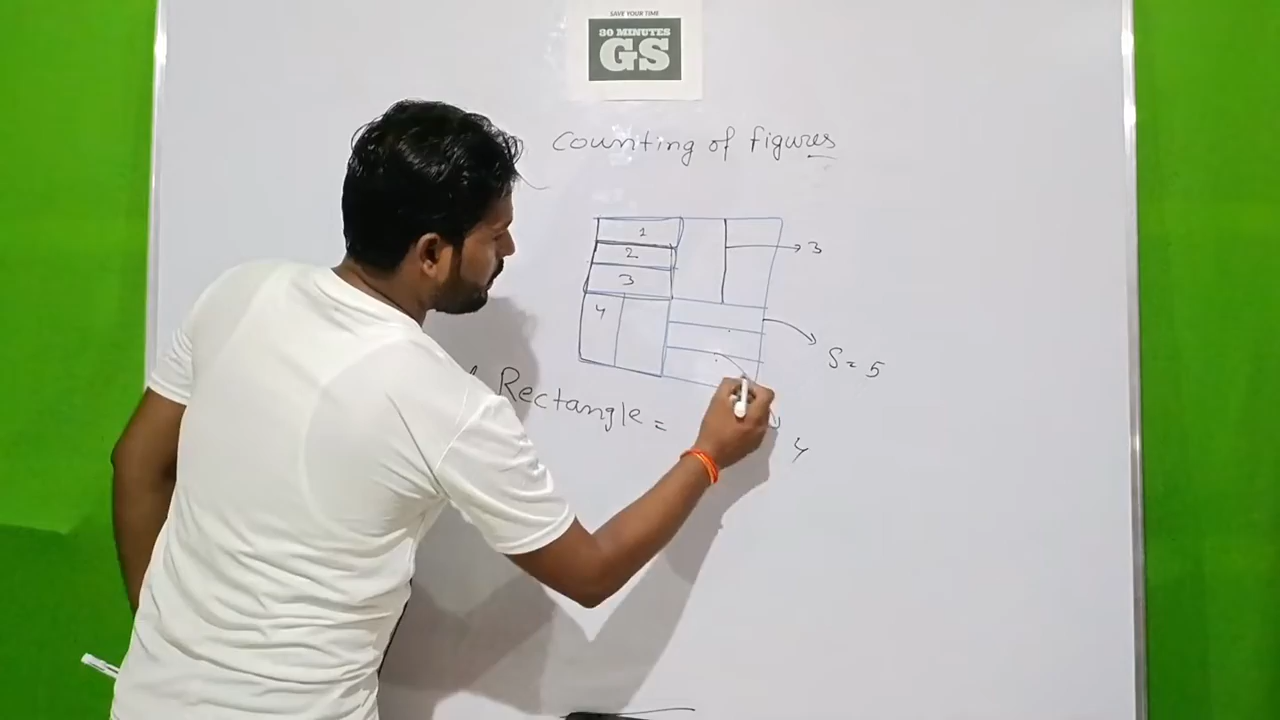 SAVE YOUR TIME
30 MINUTES
GS
Counting of figures
1
2
3
4
3
S = 5
Rectangle =
4